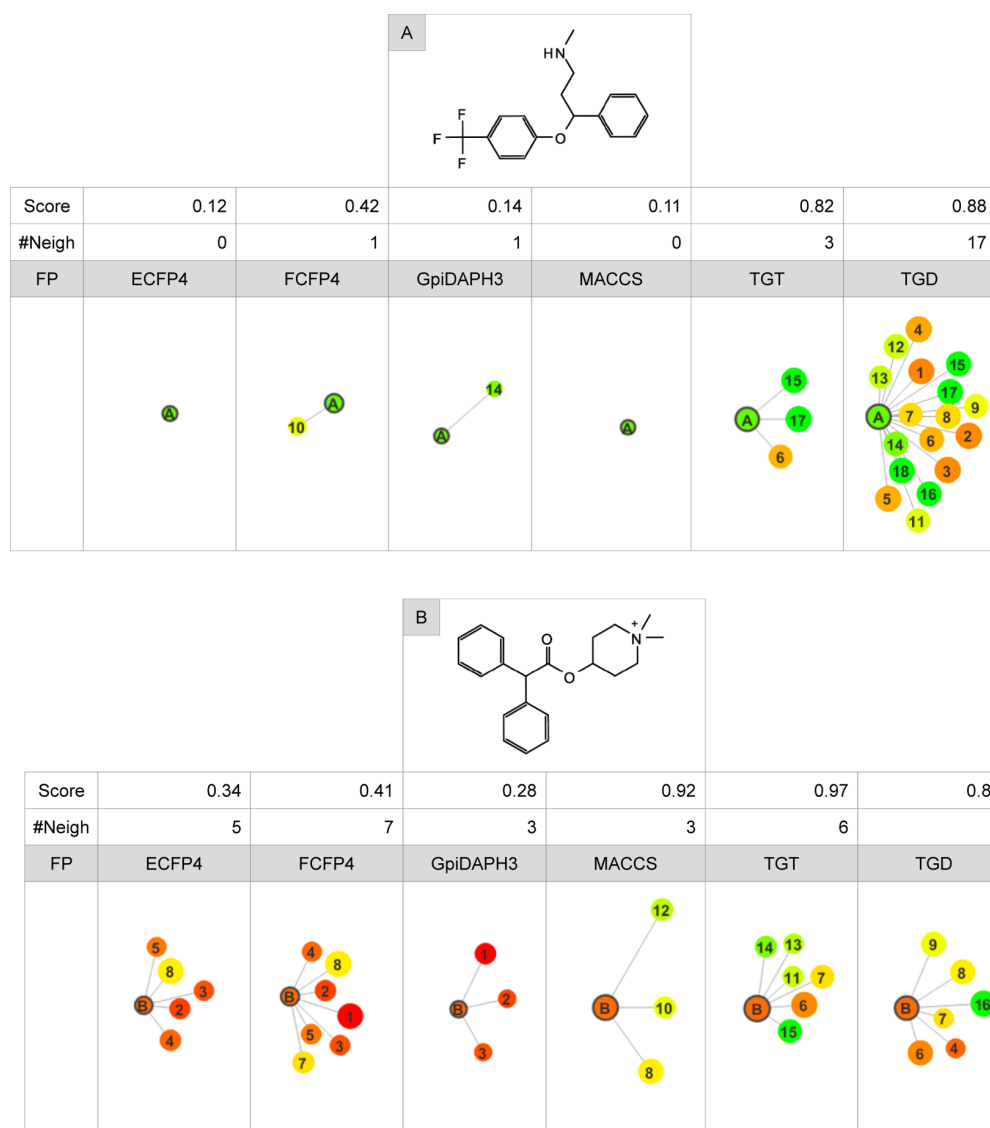 A
HN
F
F
F
O
Score 0.12 0.42 0.14 0.11 0.82 0.88
#Neigh 0 1 1 0 3 17
FP ECFP4 FCFP4 GpiDAPH3 MACCS TGT TGD
A
A
10
14
A
A
15
A
17
6
4
12
1
15
13
17
9
A
7
8
2
6
14
3
18
16
5
11
B
O
O
N
+
Score 0.34 0.41 0.28 0.92 0.97 0.8
#Neigh 5 7 3 3 6
FP ECFP4 FCFP4 GpiDAPH3 MACCS TGT TGD
5
8
3
B
2
4
4
8
2
B
1
5
3
7
1
2
B
3
12
B
10
8
14
13
11
7
B
6
15
9
8
16
B
7
6
4